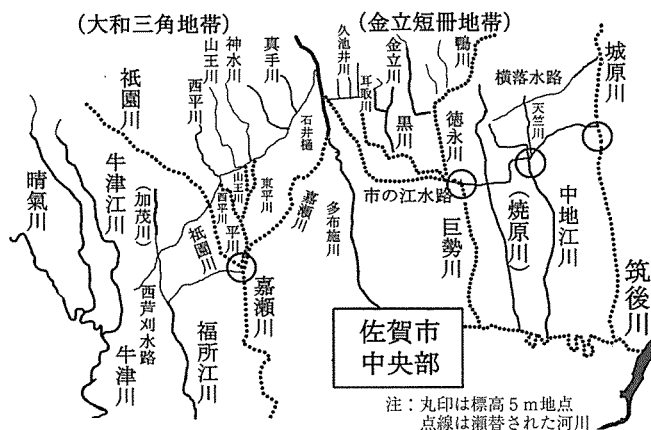 (大和三角地帯)
(金立短冊地帯)
祇園川
山王川
神水川
真手川
西平川
石井樋
久池井川
耳取川
金立川
黒川
鴨川
徳永川
横落水路
天竺川
城原川
晴氣川
牛津江川
(加茂川)
西芦刈水路
祇園川
西平川
山王川
平川
東平川
嘉瀬川
嘉瀬川
多布施川
市の江水路
巨勢川
(焼原川)
中地江川
筑後川
牛津川
福所江川
佐賀市
中央部
注:丸印は標高5m地点
点線は瀬替された河川